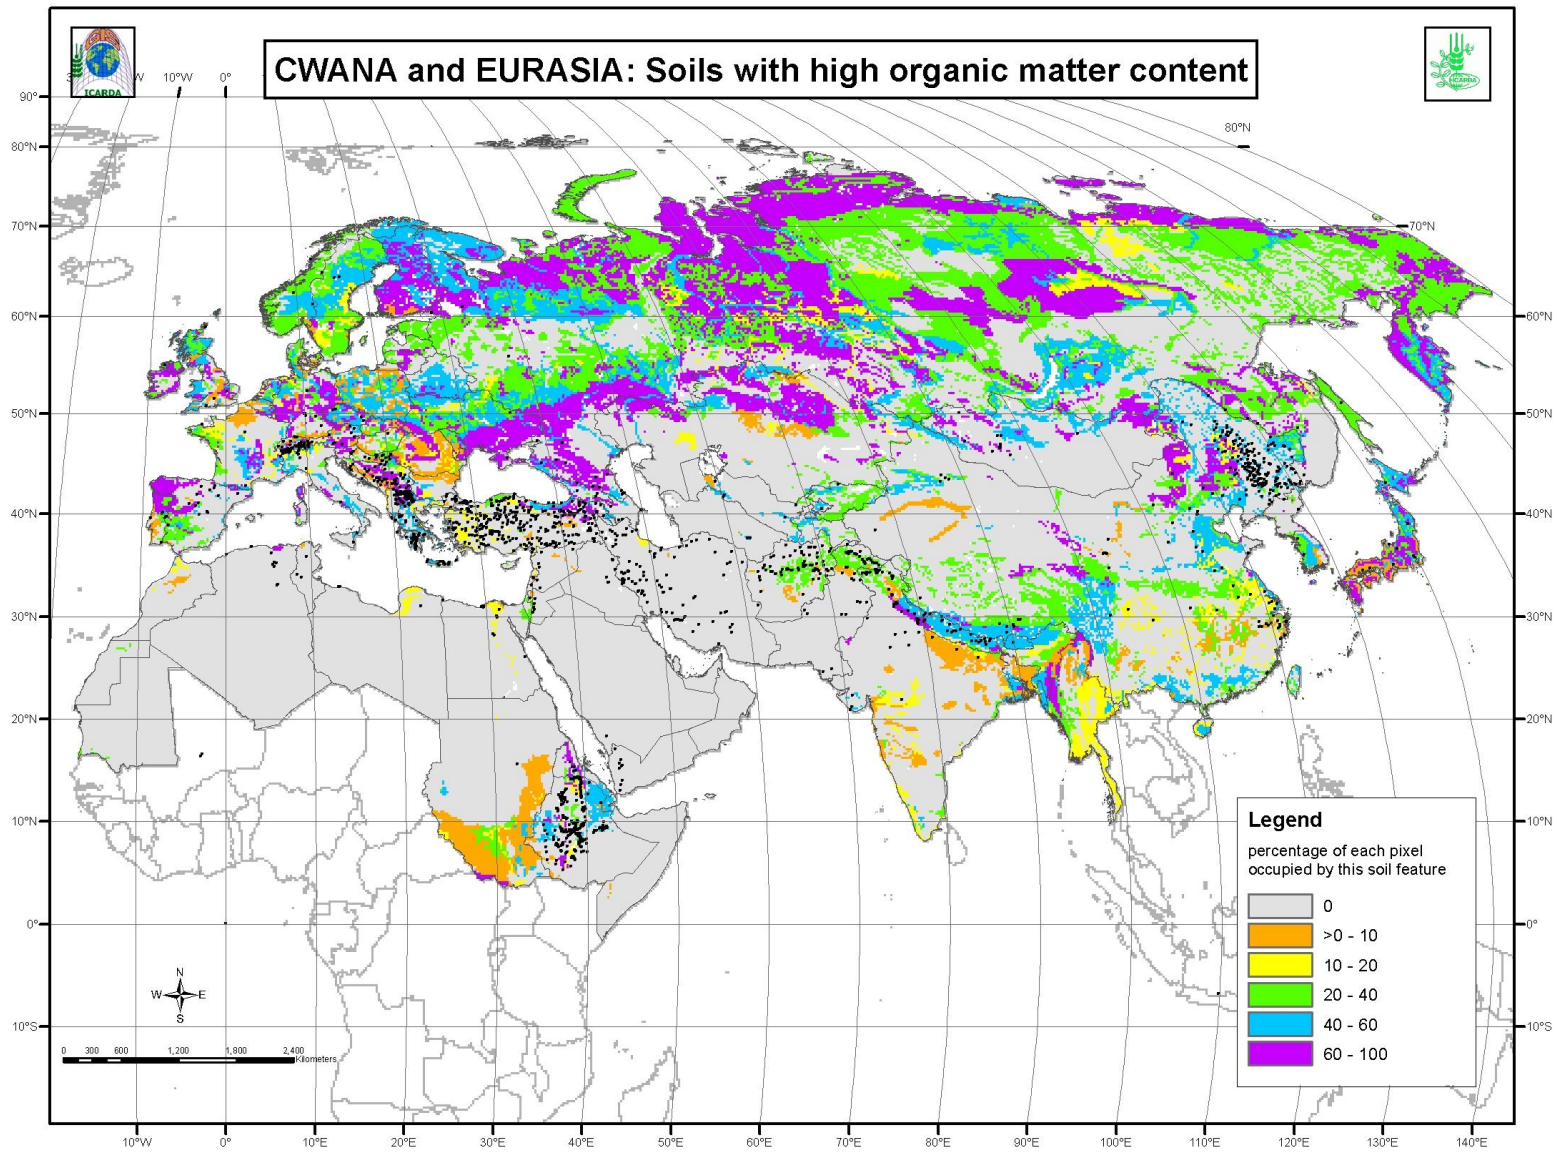 CWANA and EURASIA: Soils with high organic matter content
GIS
ICARDA
ICARDA
W 10°W 0°
80°N
90°
80°N
70°N
60°N
50°N
40°N
30°N
20°N
10°N
0°
10°S
70°N
60°N
50°N
40°N
30°N
20°N
10°N
0°
10°S
Legend
percentage of each pixel
occupied by this soil feature
0
>0 - 10
10 - 20
20 - 40
40 - 60
60 - 100
N
W E
S
0 300 600 1,200 1,800 2,400
Kilometers
10°W 0° 10°E 20°E 30°E 40°E 50°E 60°E 70°E 80°E 90°E 100°E 110°E 120°E 130°E 140°E